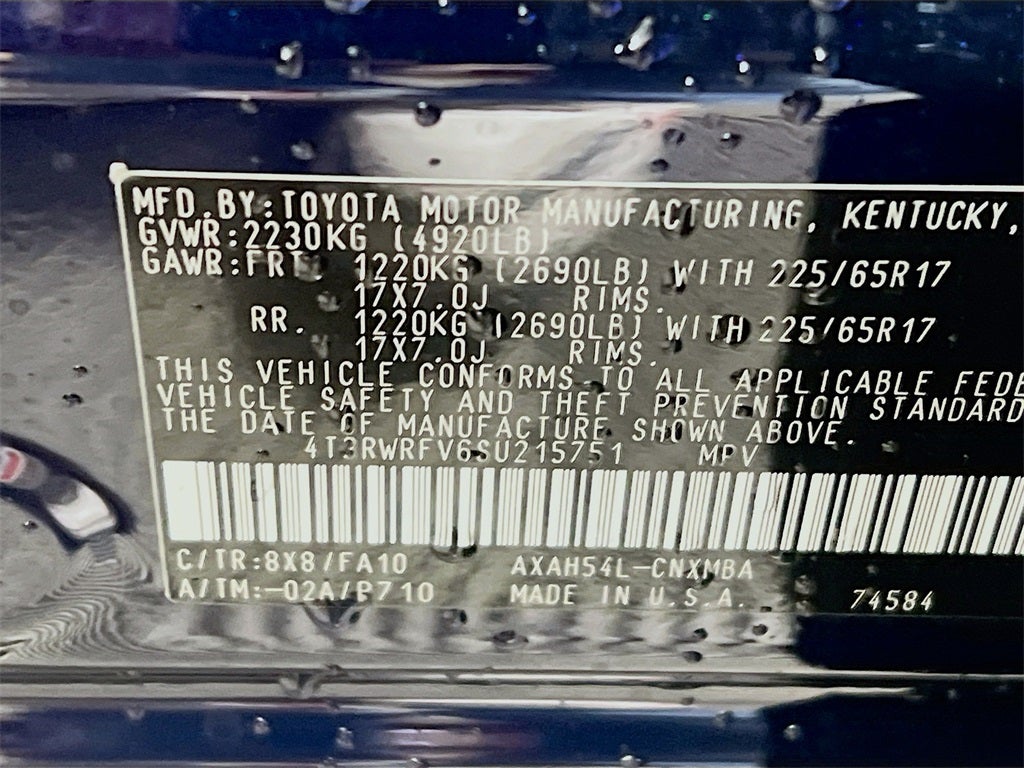 MFD.BY:TOYOTA MOTOR MANUFACTURING, KENTUCKY,
GVWR:2230KG (4920LB)
GAWR:FRT. 1220KG (2690LB) WITH 225/65R17
17X7.0J RIMS.
RR. 1220KG (2690LB) WITH 225/65R17
17X7.0J RIMS.
THIS VEHICLE CONFORMS TO ALL APPLICABLE FEDE
VEHICLE SAFETY AND THEFT PREVENTION STANDARD
THE DATE OF MANUFACTURE SHOWN ABOVE.
4T3RWRFV6SU215751 MPV
C/TR:8X8/FA10 AXAH54L-CNXMBA
A/TM:-02A/P710 MADE IN U.S.A. 74584